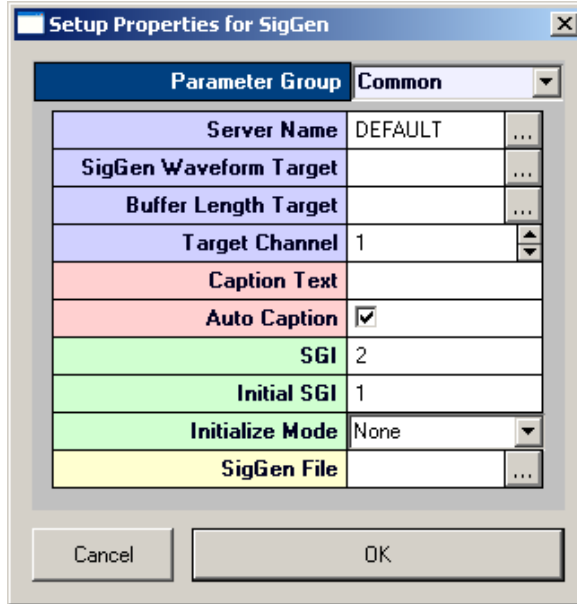 Setup Properties for SigGen
Parameter Group Common
Server Name DEFAULT ...
SigGen Waveform Target ...
Buffer Length Target ...
Target Channel 1
Caption Text
Auto Caption
SGI 2
Initial SGI 1
Initialize Mode None
SigGen File ...
Cancel OK